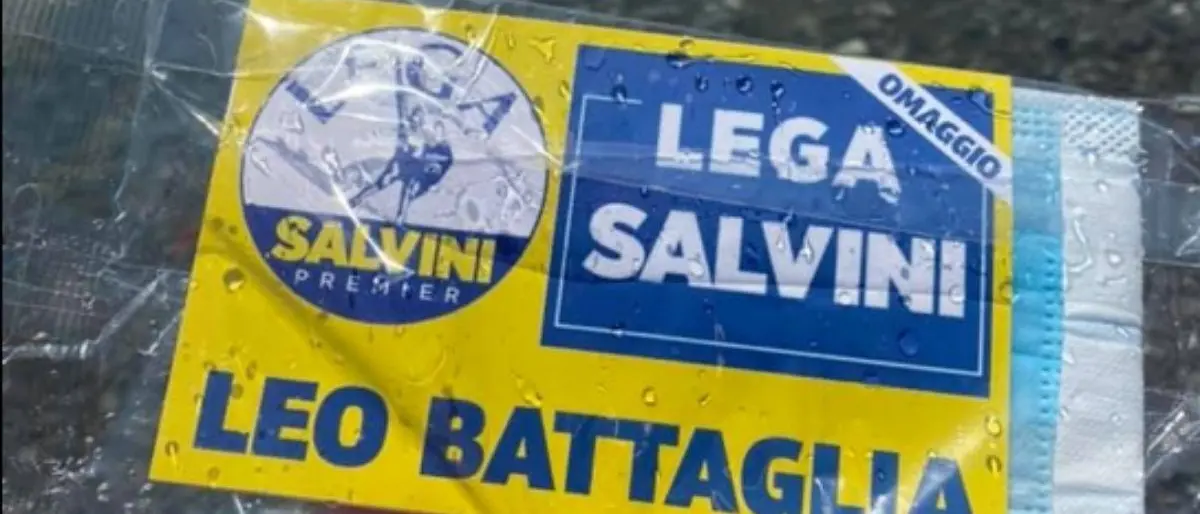 LEGA
SALVINI
PREMIER
LEGA
SALVINI
OMAGGIO
LEO BATTAGLIA